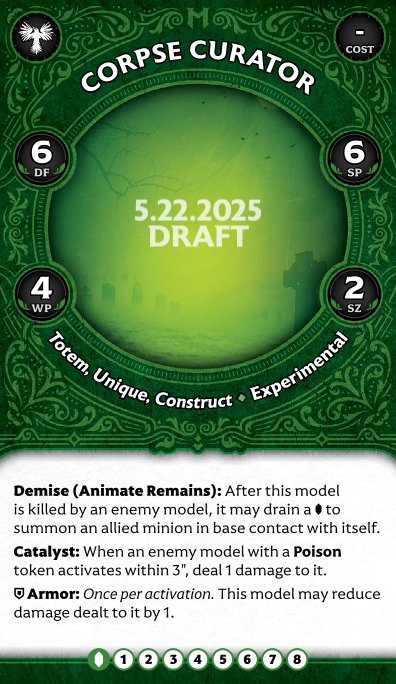 -
COST
CORPSE CURATOR
6
DF
6
SP
5.22.2025
DRAFT
4
WP
2
SZ
Totem, Unique, Construct ◆ Experimental
Demise (Animate Remains): After this model
is killed by an enemy model, it may drain a ⬮ to
summon an allied minion in base contact with itself.
Catalyst: When an enemy model with a Poison
token activates within 3", deal 1 damage to it.
Armor: Once per activation. This model may reduce
damage dealt to it by 1.
1 2 3 4 5 6 7 8